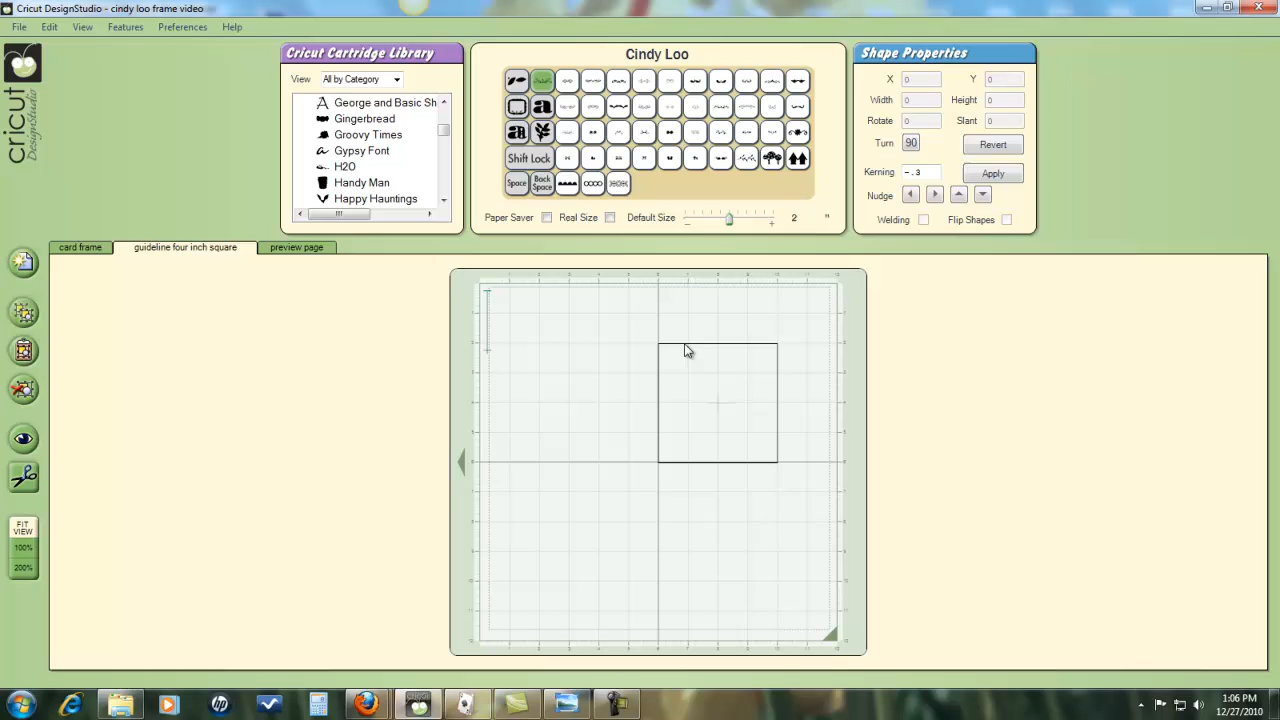 Cricut DesignStudio - cindy loo frame video
File Edit View Features Preferences Help
cricut DesignStudio
Cricut Cartridge Library
View All by Category
George and Basic Sh
Gingerbread
Groovy Times
Gypsy Font
H2O
Handy Man
Happy Hauntings
Cindy Loo
a
a
Shift Lock
Space Back Space
Paper Saver Real Size Default Size 2 "
Shape Properties
X 0 Y 0
Width 0 Height 0
Rotate 0 Slant 0
Turn 90 Revert
Kerning -.3 Apply
Nudge
Welding Flip Shapes
card frame guideline four inch square preview page
FIT VIEW
100%
200%
1:06 PM
12/27/2010